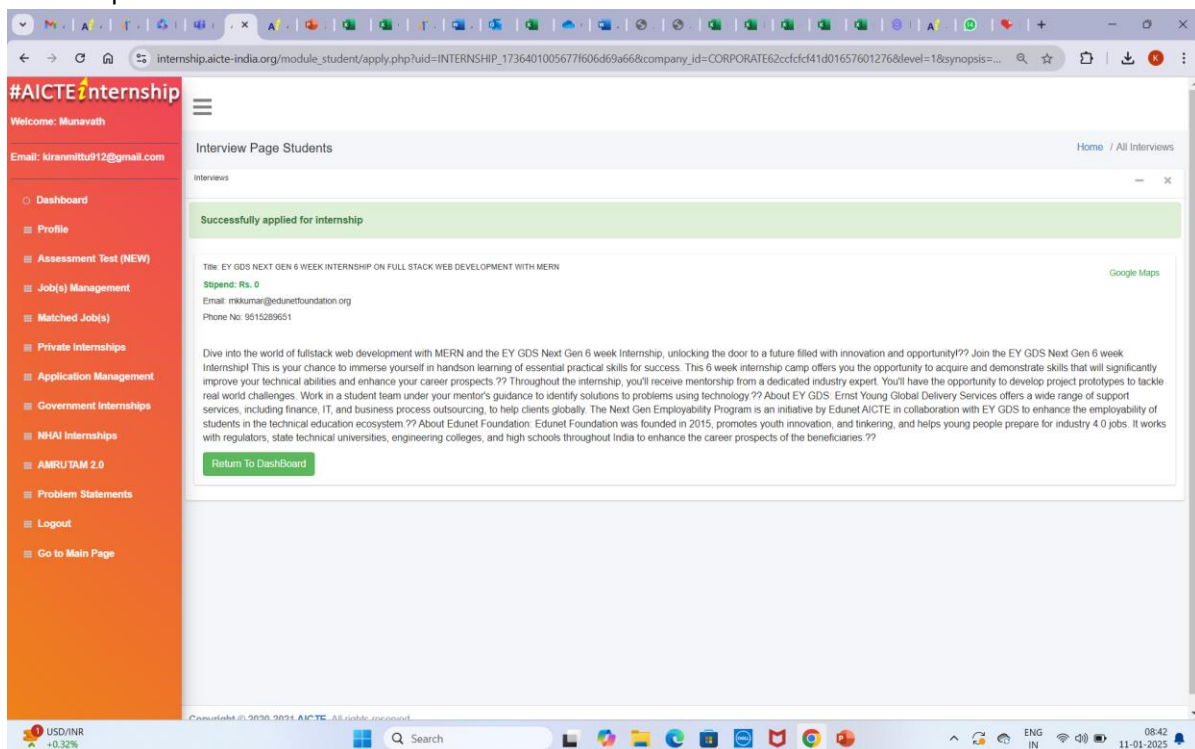 internship.aicte-india.org/module_student/apply.php?uid=INTERNSHIP_1736401005677f606d69a66&company_id=CORPORATE62ccfcfcf41d01657601276&level=1&synopsis=...
K
#AICTE internship
Welcome: Munavath
Email: kiranmittu912@gmail.com
Dashboard
Profile
Assessment Test (NEW)
Job(s) Management
Matched Job(s)
Private Internships
Application Management
Government Internships
NHAI Internships
AMRUTAM 2.0
Problem Statements
Logout
Go to Main Page
Interview Page Students
Home / All Interviews
Interviews
Successfully applied for internship
Title: EY GDS NEXT GEN 6 WEEK INTERNSHIP ON FULL STACK WEB DEVELOPMENT WITH MERN
Google Maps
Stipend: Rs. 0
Email: mkkumar@edunetfoundation.org
Phone No: 9515289651
Dive into the world of fullstack web development with MERN and the EY GDS Next Gen 6 week Internship, unlocking the door to a future filled with innovation and opportunity!?? Join the EY GDS Next Gen 6 week
Internship! This is your chance to immerse yourself in handson learning of essential practical skills for success. This 6 week internship camp offers you the opportunity to acquire and demonstrate skills that will significantly
improve your technical abilities and enhance your career prospects.?? Throughout the internship, you'll receive mentorship from a dedicated industry expert. You'll have the opportunity to develop project prototypes to tackle
real world challenges. Work in a student team under your mentor's guidance to identify solutions to problems using technology.?? About EY GDS: Ernst Young Global Delivery Services offers a wide range of support
services, including finance, IT, and business process outsourcing, to help clients globally. The Next Gen Employability Program is an initiative by Edunet AICTE in collaboration with EY GDS to enhance the employability of
students in the technical education ecosystem.?? About Edunet Foundation: Edunet Foundation was founded in 2015, promotes youth innovation, and tinkering, and helps young people prepare for industry 4.0 jobs. It works
with regulators, state technical universities, engineering colleges, and high schools throughout India to enhance the career prospects of the beneficiaries.??
Return To DashBoard
Copyright © 2020-2021 AICTE. All rights reserved
USD/INR
+0.32%
Search
ENG
IN
08:42
11-01-2025